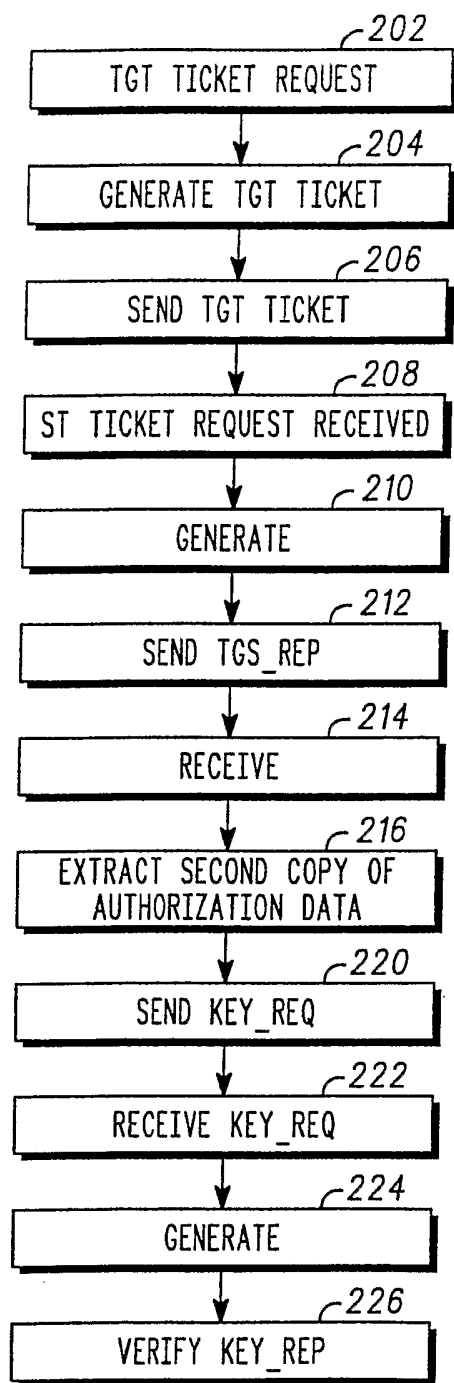 202
TGT TICKET REQUEST
204
GENERATE TGT TICKET
206
SEND TGT TICKET
208
ST TICKET REQUEST RECEIVED
210
GENERATE
212
SEND TGS_REP
214
RECEIVE
216
EXTRACT SECOND COPY OF
AUTHORIZATION DATA
220
SEND KEY_REQ
222
RECEIVE KEY_REQ
224
GENERATE
226
VERIFY KEY_REP